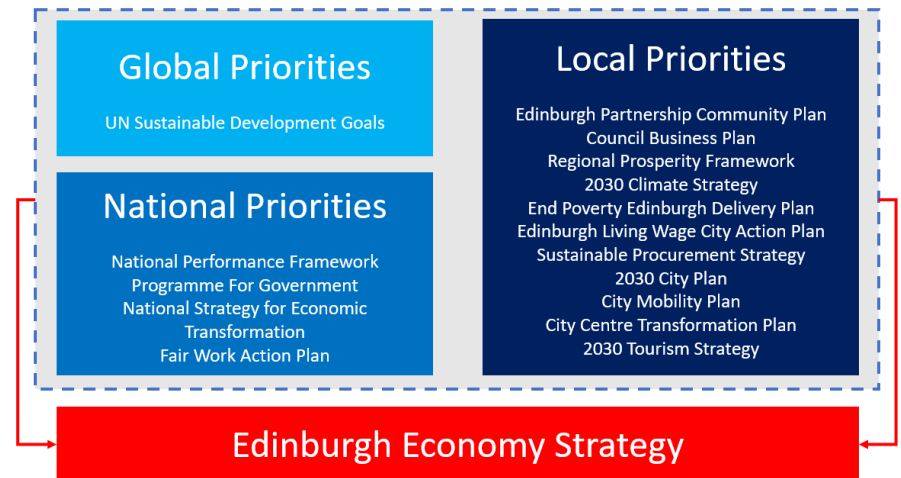 Global Priorities
UN Sustainable Development Goals
National Priorities
National Performance Framework
Programme For Government
National Strategy for Economic
Transformation
Fair Work Action Plan
Local Priorities
Edinburgh Partnership Community Plan
Council Business Plan
Regional Prosperity Framework
2030 Climate Strategy
End Poverty Edinburgh Delivery Plan
Edinburgh Living Wage City Action Plan
Sustainable Procurement Strategy
2030 City Plan
City Mobility Plan
City Centre Transformation Plan
2030 Tourism Strategy
Edinburgh Economy Strategy